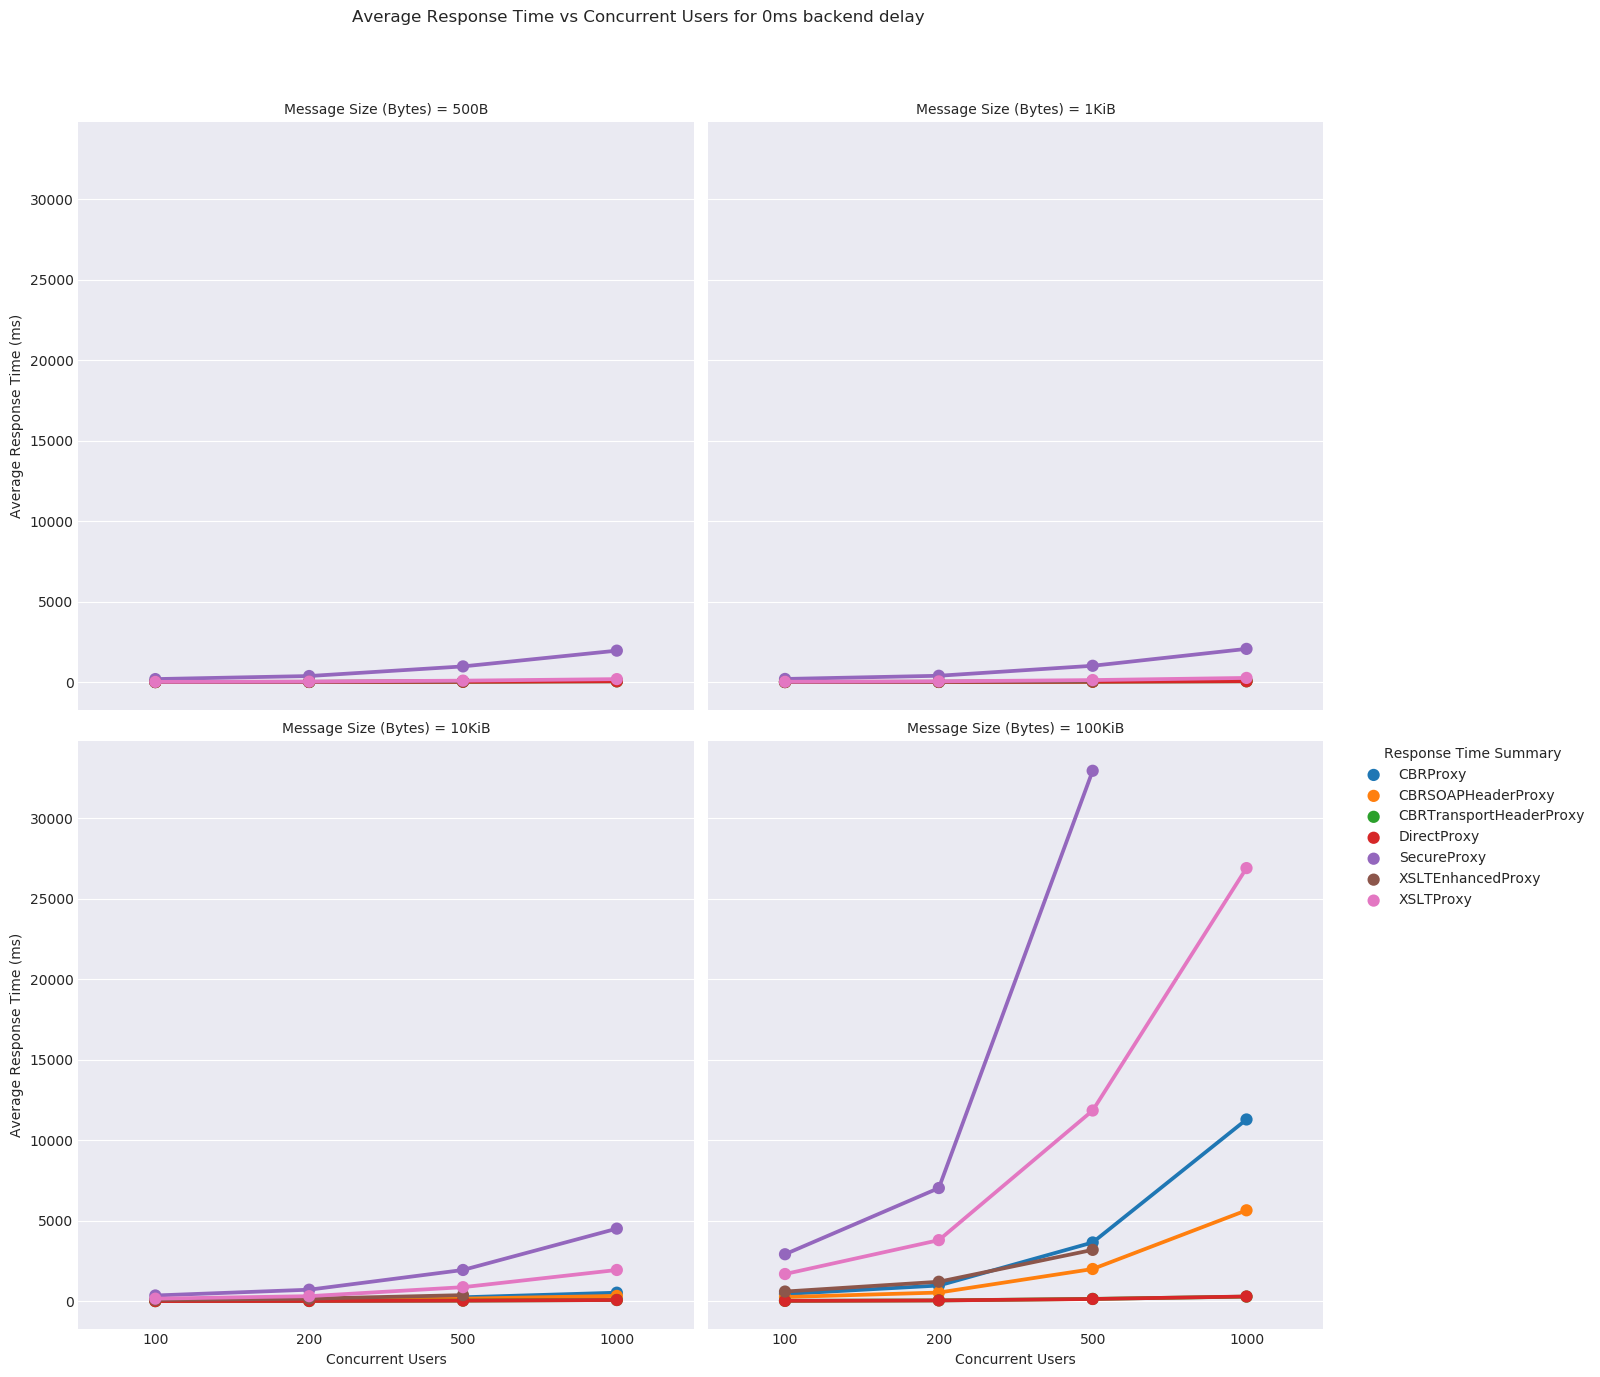 Average Response Time vs Concurrent Users for 0ms backend delay
Message Size (Bytes) = 500B
Message Size (Bytes) = 1KiB
Average Response Time (ms)
30000
25000
20000
15000
10000
5000
0
Message Size (Bytes) = 10KiB
Message Size (Bytes) = 100KiB
Average Response Time (ms)
30000
25000
20000
15000
10000
5000
0
100
200
500
1000
Concurrent Users
100
200
500
1000
Concurrent Users
Response Time Summary
CBRProxy
CBRSOAPHeaderProxy
CBRTransportHeaderProxy
DirectProxy
SecureProxy
XSLTEnhancedProxy
XSLTProxy